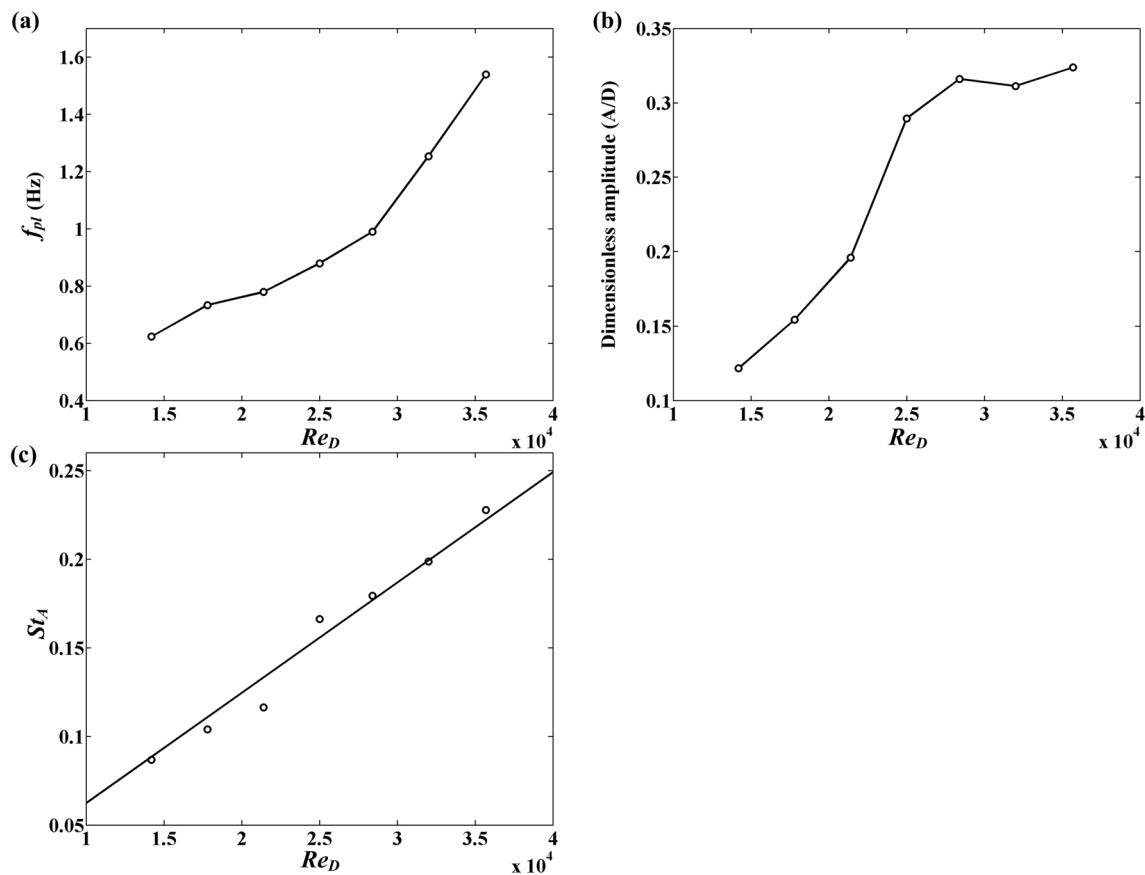 (a)
1.6
1.4
1.2
1
0.8
0.6
0.4
f_pl (Hz)
1 1.5 2 2.5 3 3.5 4
Re_D
x 10^4
(b)
0.35
0.3
0.25
0.2
0.15
0.1
Dimensionless amplitude (A/D)
1 1.5 2 2.5 3 3.5 4
Re_D
x 10^4
(c)
0.25
0.2
0.15
0.1
0.05
St_A
1 1.5 2 2.5 3 3.5 4
Re_D
x 10^4